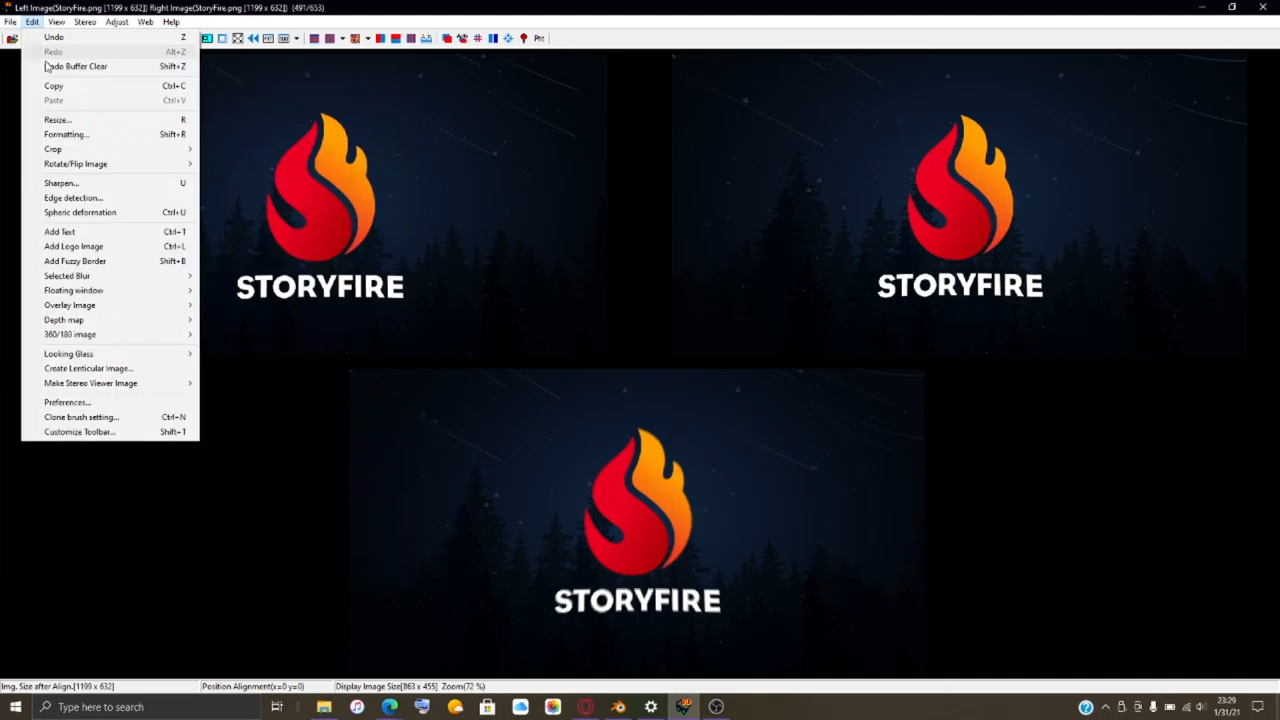 Left Image(StoryFire.png [1199 x 632]) Right Image(StoryFire.png [1199 x 632]) [491/653]
File Edit View Stereo Adjust Web Help
Undo Z
Redo Alt+Z
Buffer Clear Shift+Z
Copy Ctrl+C
Paste Ctrl+V
Resize... R
Formatting... Shift+R
Crop
Rotate/Flip Image
Sharpen... U
Edge detection...
Spheric deformation Ctrl+U
Add Text Ctrl+T
Add Logo Image Ctrl+L
Add Fuzzy Border Shift+B
Selected Blur
Floating window
Overlay Image
Depth map
360/180 image
Looking Glass
Create Lenticular Image...
Make Stereo Viewer Image
Preferences...
Clone brush setting... Ctrl+N
Customize Toolbar... Shift+T
STORYFIRE
STORYFIRE
STORYFIRE
Img. Size after Align.[1199 x 632] Position Alignment(x=0 y=0) Display Image Size[863 x 455] Zoom(72 %)
Type here to search
23:29
1/31/21